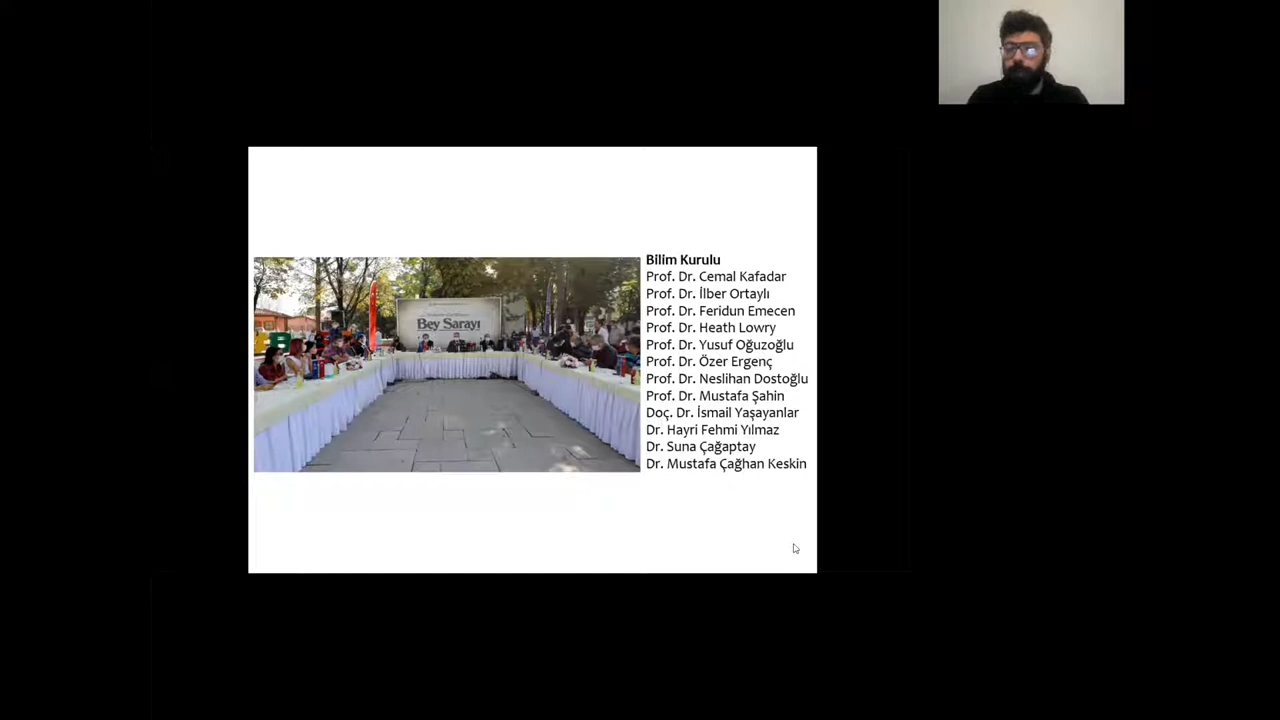 Bey Sarayı
Bilim Kurulu
Prof. Dr. Cemal Kafadar
Prof. Dr. İlber Ortaylı
Prof. Dr. Feridun Emecen
Prof. Dr. Heath Lowry
Prof. Dr. Yusuf Oğuzoğlu
Prof. Dr. Özer Ergenç
Prof. Dr. Neslihan Dostoğlu
Prof. Dr. Mustafa Şahin
Doç. Dr. İsmail Yaşayanlar
Dr. Hayri Fehmi Yılmaz
Dr. Suna Çağaptay
Dr. Mustafa Çağhan Keskin